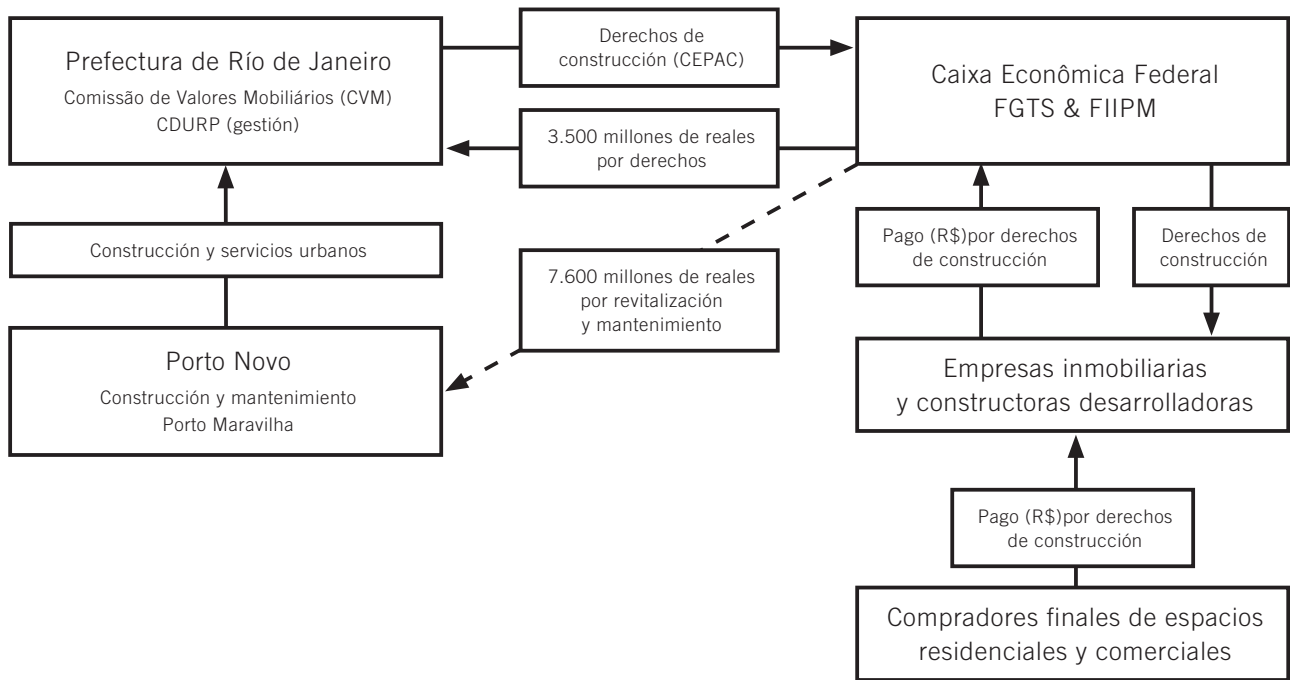 Prefectura de Río de Janeiro
Comissão de Valores Mobiliários (CVM)
CDURP (gestión)
Derechos de
construcción (CEPAC)
Caixa Econômica Federal
FGTS & FIIPM
3.500 millones de reales
por derechos
Construcción y servicios urbanos
7.600 millones de reales
por revitalización
y mantenimiento
Pago (R$)por derechos
de construcción
Derechos de
construcción
Porto Novo
Construcción y mantenimiento
Porto Maravilha
Empresas inmobiliarias
y constructoras desarrolladoras
Pago (R$)por derechos
de construcción
Compradores finales de espacios
residenciales y comerciales